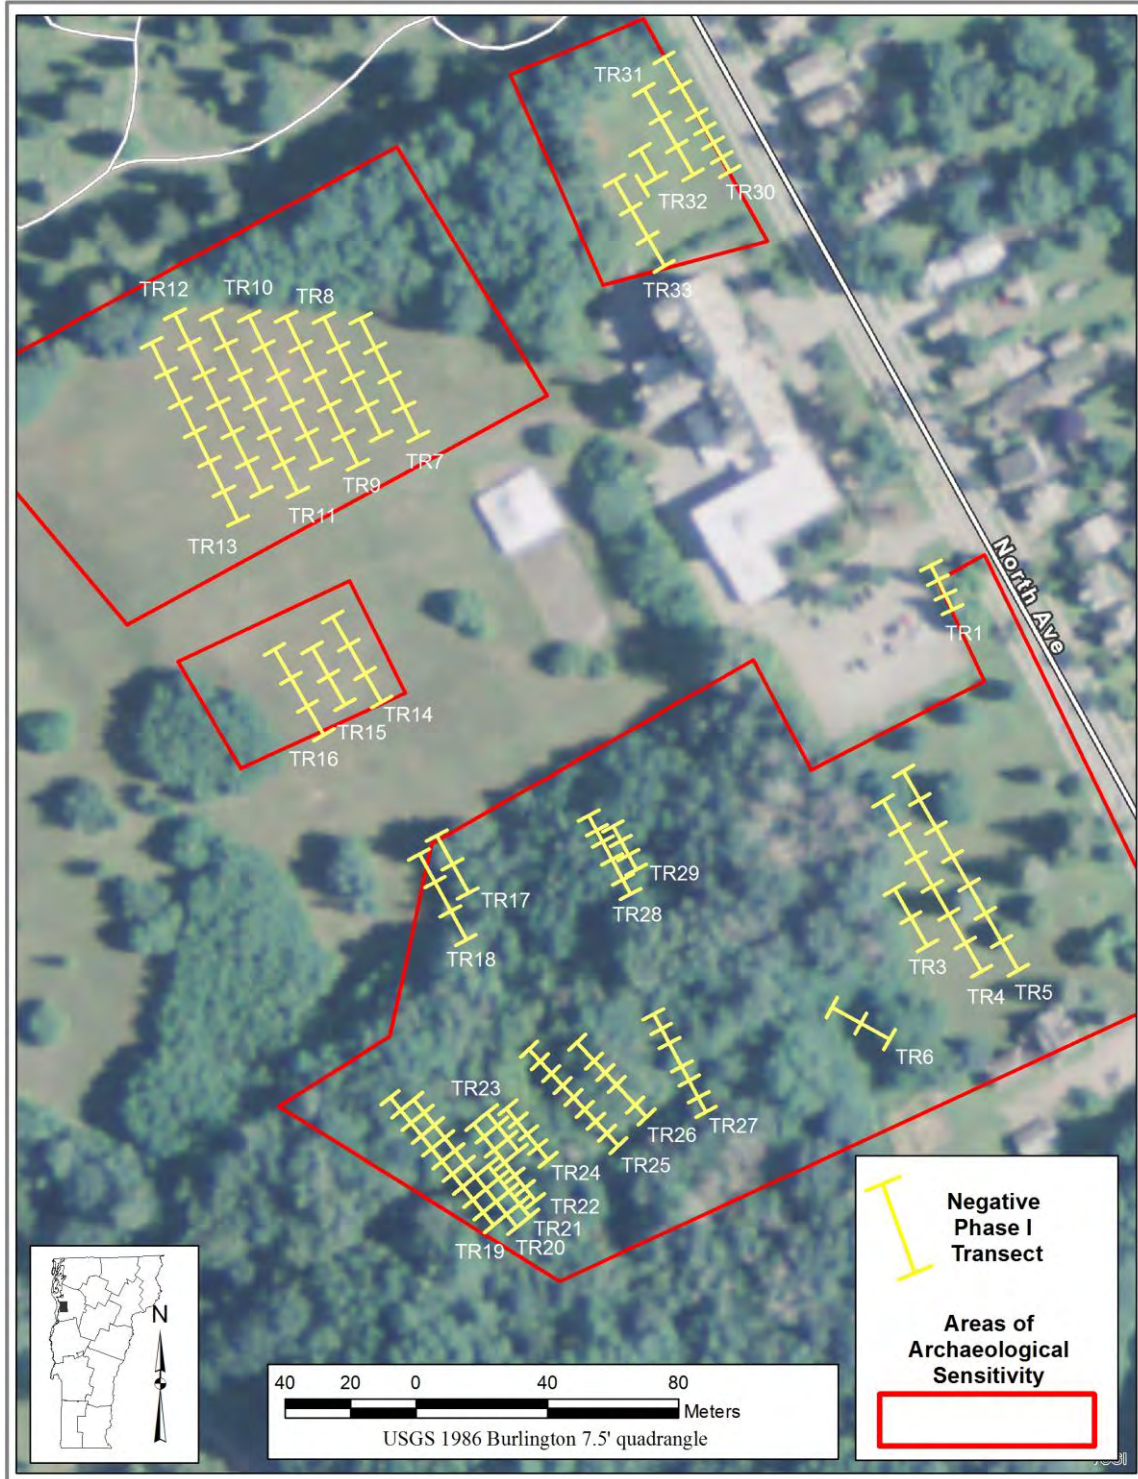 TR31
TR32
TR30
TR33
TR12
TR10
TR8
TR7
TR9
TR11
TR13
North Ave
TR1
TR14
TR15
TR16
TR29
TR17
TR28
TR18
TR3
TR4
TR5
TR6
TR23
TR26
TR27
TR25
TR24
TR22
TR21
TR20
TR19
Negative
Phase I
Transect
Areas of
Archaeological
Sensitivity
N
40 20 0 40 80
Meters
USGS 1986 Burlington 7.5' quadrangle